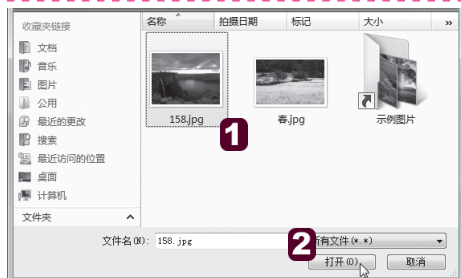 收藏夹链接
文档
音乐
图片
公用
最近的更改
搜索
最近访问的位置
桌面
计算机
文件夹
名称 拍摄日期 标记 大小 »
158.jpg 春.jpg 示例图片
1
文件名(N): 158.jpg
2
所有文件(*.*)
打开(O) 取消